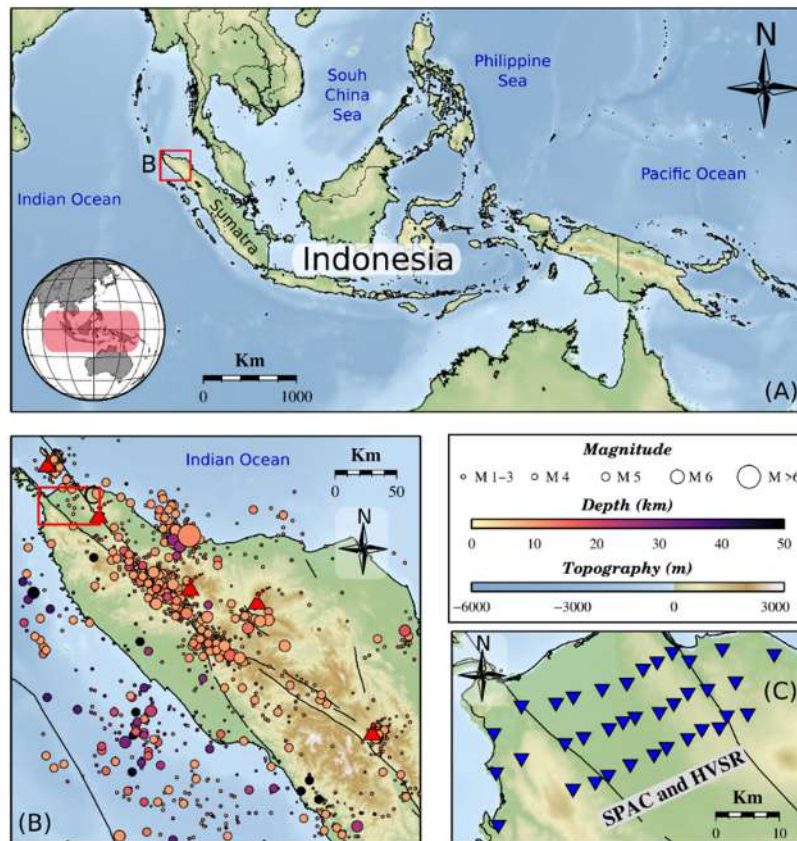 N
Philippine
Sea
Souh
China
Sea
B
Indian Ocean
Pacific Ocean
Sumatra
Indonesia
Km
0 1000
(A)
Indian Ocean
Km
0 50
N
(B)
Magnitude
M 1-3 M 4 M 5 M 6 M >6
Depth (km)
0 10 20 30 40 50
Topography (m)
−6000 −3000 0 3000
N
(C)
SPAC and HVSR
Km
0 10